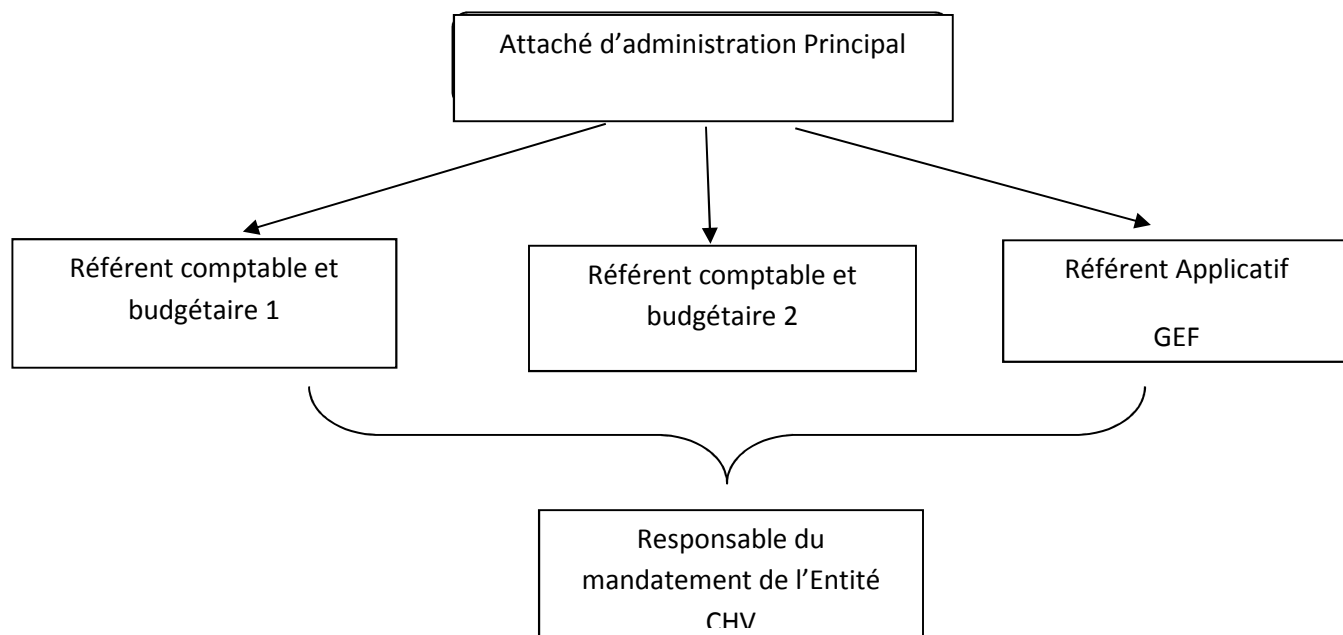 Attaché d’administration Principal
Référent comptable et
budgétaire 1
Référent comptable et
budgétaire 2
Référent Applicatif
GEF
Responsable du
mandatement de l’Entité
CHV